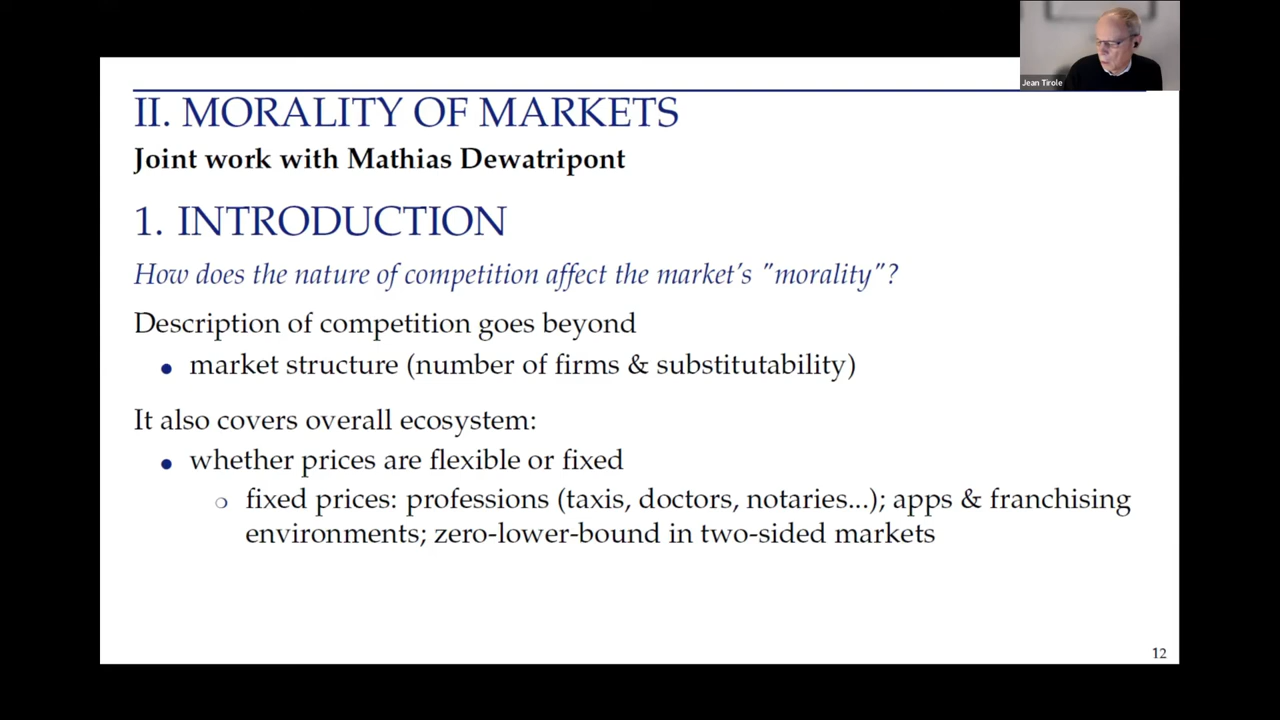 Jean Tirole
II. MORALITY OF MARKETS
Joint work with Mathias Dewatripont
1. INTRODUCTION
How does the nature of competition affect the market's "morality"?
Description of competition goes beyond
• market structure (number of firms & substitutability)
It also covers overall ecosystem:
• whether prices are flexible or fixed
○ fixed prices: professions (taxis, doctors, notaries...); apps & franchising
environments; zero-lower-bound in two-sided markets
12